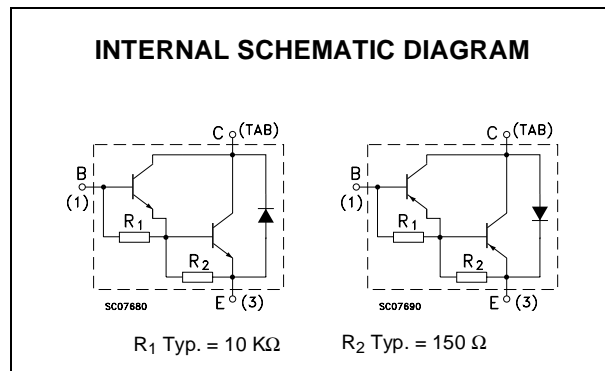 INTERNAL SCHEMATIC DIAGRAM
C (TAB)
B
(1)
R1
R2
E (3)
SC07680
C (TAB)
B
(1)
R1
R2
E (3)
SC07690
R1 Typ. = 10 KΩ R2 Typ. = 150 Ω